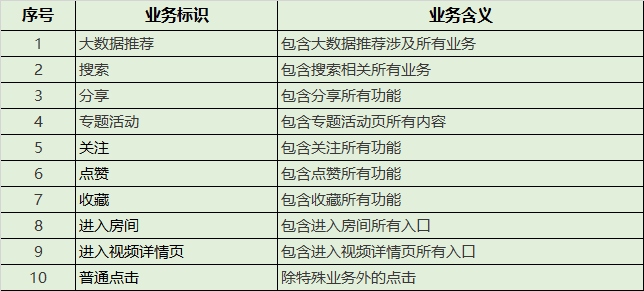 序号 业务标识 业务含义
1 大数据推荐 包含大数据推荐涉及所有业务
2 搜索 包含搜索相关所有业务
3 分享 包含分享所有功能
4 专题活动 包含专题活动页所有内容
5 关注 包含关注所有功能
6 点赞 包含点赞所有功能
7 收藏 包含收藏所有功能
8 进入房间 包含进入房间所有入口
9 进入视频详情页 包含进入视频详情页所有入口
10 普通点击 除特殊业务外的点击